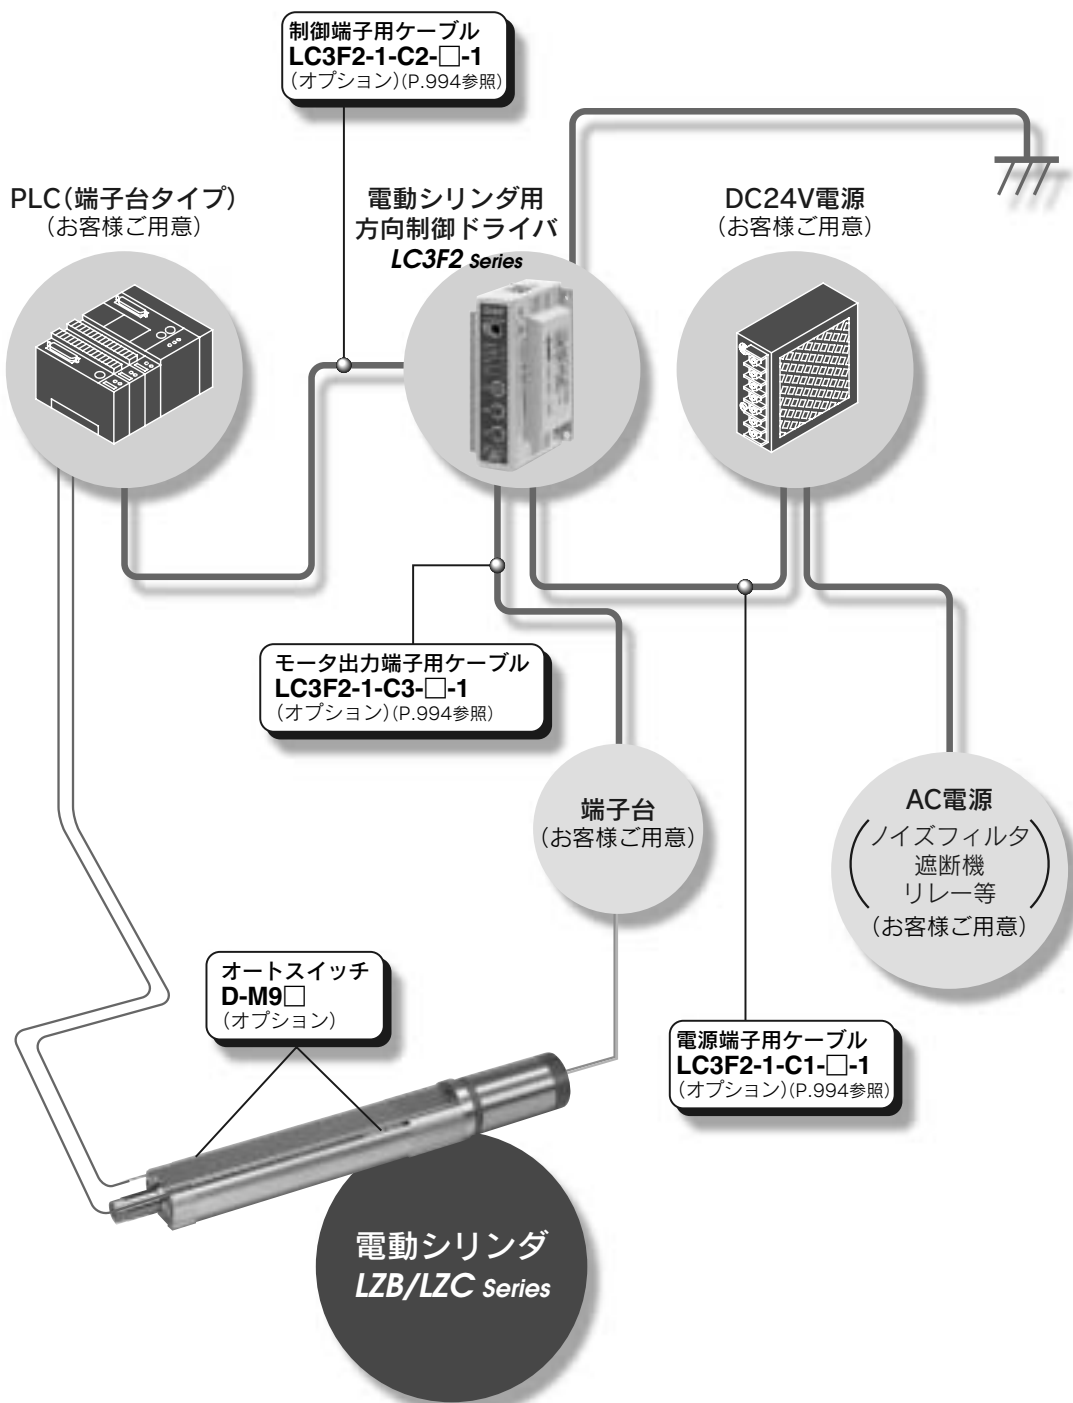 制御端子用ケーブル
LC3F2-1-C2-□-1
(オプション)(P.994参照)
PLC(端子台タイプ)
(お客様ご用意)
電動シリンダ用
方向制御ドライバ
LC3F2 Series
DC24V電源
(お客様ご用意)
モータ出力端子用ケーブル
LC3F2-1-C3-□-1
(オプション)(P.994参照)
端子台
(お客様ご用意)
AC電源
(ノイズフィルタ
遮断機
リレー等)
(お客様ご用意)
オートスイッチ
D-M9□
(オプション)
電源端子用ケーブル
LC3F2-1-C1-□-1
(オプション)(P.994参照)
電動シリンダ
LZB/LZC Series